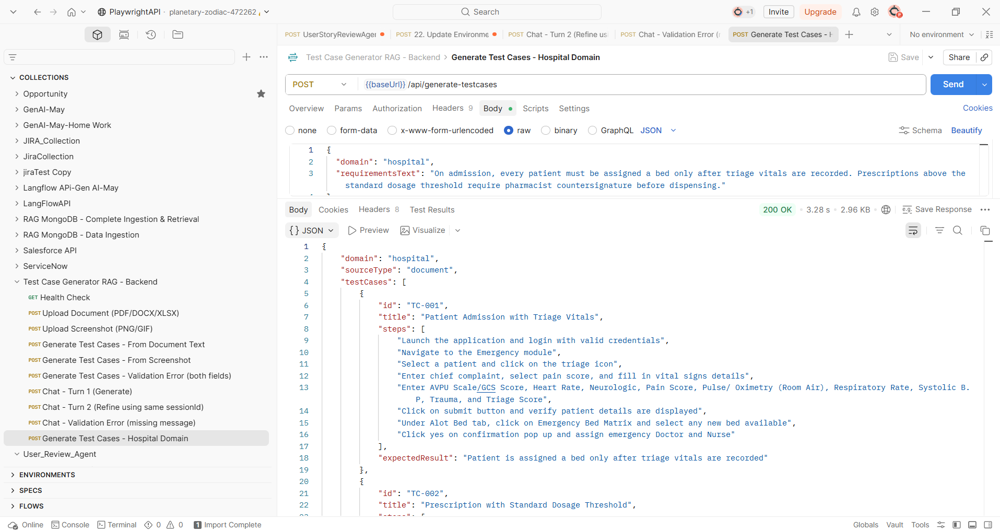 PlaywrightAPI · planetary-zodiac-472262
Search
+1
Invite
Upgrade
POST UserStoryReviewAger
POST 22. Update Environme
POST Chat - Turn 2 (Refine usi
POST Chat - Validation Error (
POST Generate Test Cases -
No environment
HTTP Test Case Generator RAG - Backend > Generate Test Cases - Hospital Domain
Save
Share
POST
{{baseUrl}} /api/generate-testcases
Send
Overview
Params
Authorization
Headers 9
Body
Scripts
Settings
Cookies
none
form-data
x-www-form-urlencoded
raw
binary
GraphQL
JSON
Schema
Beautify
1 {
2 "domain": "hospital",
3 "requirementsText": "On admission, every patient must be assigned a bed only after triage vitals are recorded. Prescriptions above the
standard dosage threshold require pharmacist countersignature before dispensing."
COLLECTIONS
Opportunity
GenAI-May
GenAI-May-Home Work
JIRA_Collection
JiraCollection
jiraTest Copy
Langflow APi-Gen AI-May
LangFlowAPI
RAG MongoDB - Complete Ingestion & Retrieval
RAG MongoDB - Data Ingestion
Salesforce API
ServiceNow
Test Case Generator RAG - Backend
GET Health Check
POST Upload Document (PDF/DOCX/XLSX)
POST Upload Screenshot (PNG/GIF)
POST Generate Test Cases - From Document Text
POST Generate Test Cases - From Screenshot
POST Generate Test Cases - Validation Error (both fields)
POST Chat - Turn 1 (Generate)
POST Chat - Turn 2 (Refine using same sessionId)
POST Chat - Validation Error (missing message)
POST Generate Test Cases - Hospital Domain
User_Review_Agent
ENVIRONMENTS
SPECS
FLOWS
Body
Cookies
Headers 8
Test Results
200 OK • 3.28 s • 2.96 KB
e.g. Save Response
{} JSON
Preview
Visualize
1 {
2 "domain": "hospital",
3 "sourceType": "document",
4 "testCases": [
5 {
6 "id": "TC-001",
7 "title": "Patient Admission with Triage Vitals",
8 "steps": [
9 "Launch the application and login with valid credentials",
10 "Navigate to the Emergency module",
11 "Select a patient and click on the triage icon",
12 "Enter chief complaint, select pain score, and fill in vital signs details",
13 "Enter AVPU Scale/GCS Score, Heart Rate, Neurologic, Pain Score, Pulse/ Oximetry (Room Air), Respiratory Rate, Systolic B.
P, Trauma, and Triage Score",
14 "Click on submit button and verify patient details are displayed",
15 "Under Alot Bed tab, click on Emergency Bed Matrix and select any new bed available",
16 "Click yes on confirmation pop up and assign emergency Doctor and Nurse"
17 ],
18 "expectedResult": "Patient is assigned a bed only after triage vitals are recorded"
19 },
20 {
21 "id": "TC-002",
22 "title": "Prescription with Standard Dosage Threshold",
Online
Console
Terminal
0
0
1 Import Complete
Globals
Vault
Tools